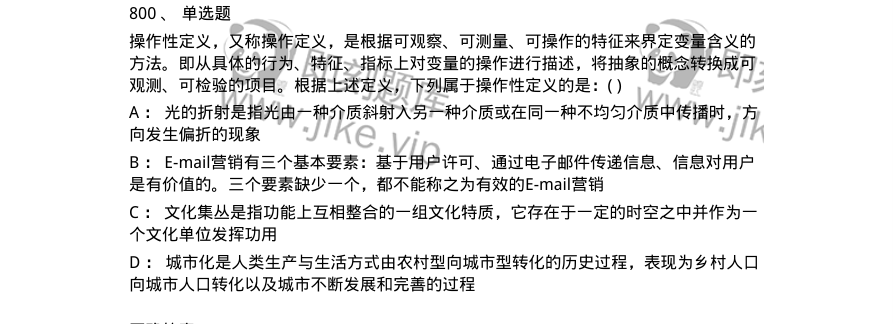 800 、 单选题
操作性定义，又称操作定义，是根据可观察、可测量、可操作的特征来界定变量含义的
方法。即从具体的行为、特征、指标上对变量的操作进行描述，将抽象的概念转换成可
观测、可检验的项目。根据上述定义，下列属于操作性定义的是：( )
A ： 光的折射是指光由一种介质斜射入另一种介质或在同一种不均匀介质中传播时，方
向发生偏折的现象
B ： E-mail营销有三个基本要素：基于用户许可、通过电子邮件传递信息、信息对用户
是有价值的。三个要素缺少一个，都不能称之为有效的E-mail营销
C ： 文化集丛是指功能上互相整合的一组文化特质，它存在于一定的时空之中并作为一
个文化单位发挥功用
D ： 城市化是人类生产与生活方式由农村型向城市型转化的历史过程，表现为乡村人口
向城市人口转化以及城市不断发展和完善的过程
即刻题库
www.jike.vip